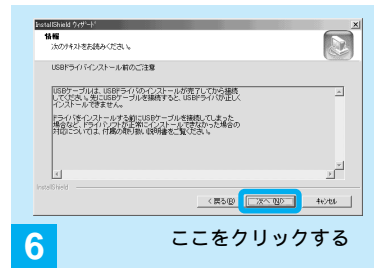 InstallShield ウィザード
情報
次のテキストをお読みください。
USBドライバインストール前のご注意
USBケーブルは、USBドライバのインストールが完了してから接続
してください。先にUSBケーブルを接続すると、USBドライバが正しく
インストールできません。
ドライバをインストールする前にUSBケーブルを接続してしまった
場合など、ドライバソフトが正常にインストールできなかった場合の
対応については、付属の取り扱い説明書をご覧ください。
InstallShield
< 戻る(B)
次へ(N)>
キャンセル
6
ここをクリックする